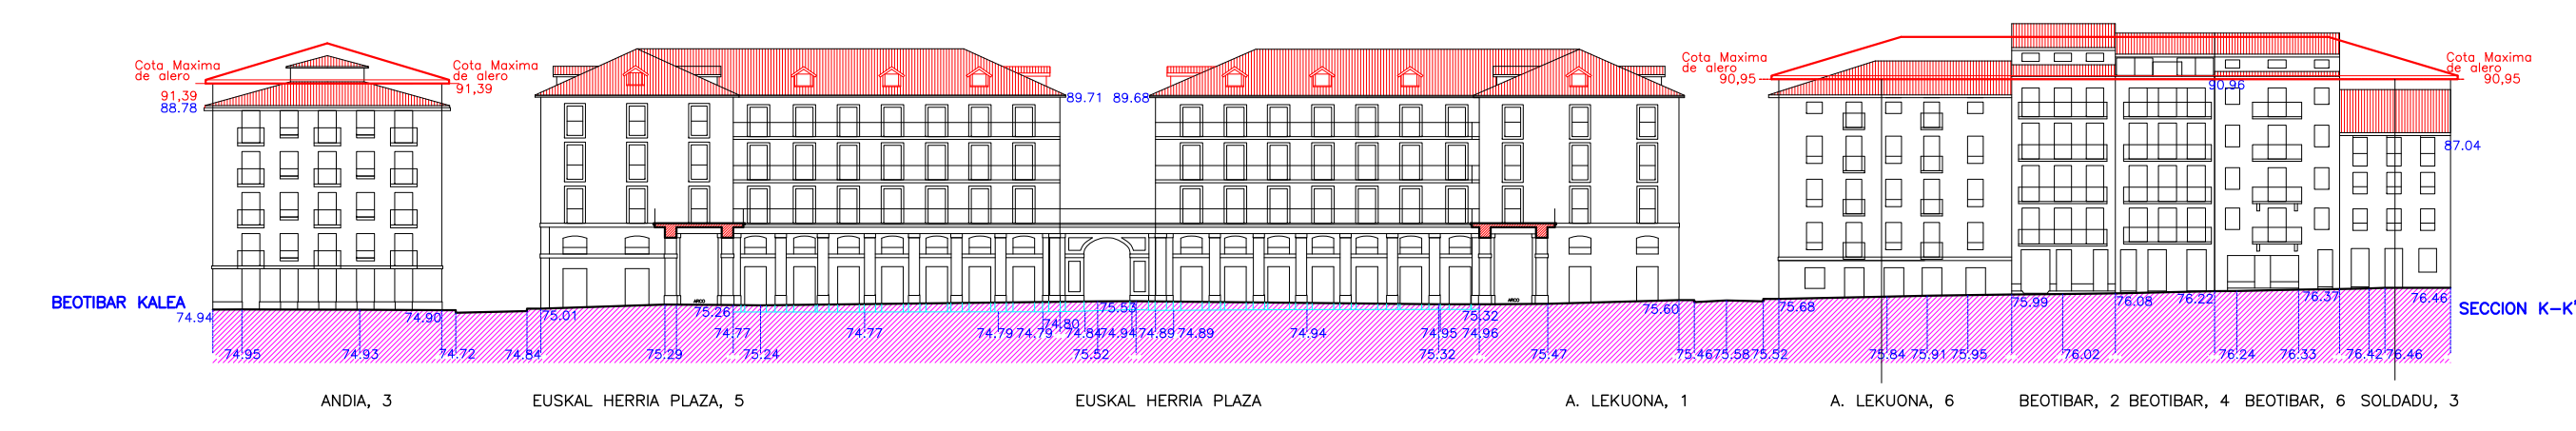 Cota Maxima
de alero
91,39
88.78
Cota Maxima
de alero
91,39
89.71 89.68
Cota Maxima
de alero
90,95
90.96
Cota Maxima
de alero
90,95
87.04
BEOTIBAR KALEA
SECCION K-K'
ARCO
ARCO
74.94 74.90 75.01 75.26 75.53 75.60 75.68 75.99 76.08 76.22 76.37 76.46
74.77 74.77 74.79 74.79 74.80 74.84 74.94 74.89 74.89 74.94 74.95 75.32 74.96
74.95 74.93 74.72 74.84 75.29 75.24 75.52 75.32 75.47 75.46 75.58 75.52 75.84 75.91 75.95 76.02 76.24 76.33 76.42 76.46
ANDIA, 3 EUSKAL HERRIA PLAZA, 5 EUSKAL HERRIA PLAZA A. LEKUONA, 1 A. LEKUONA, 6 BEOTIBAR, 2 BEOTIBAR, 4 BEOTIBAR, 6 SOLDADU, 3